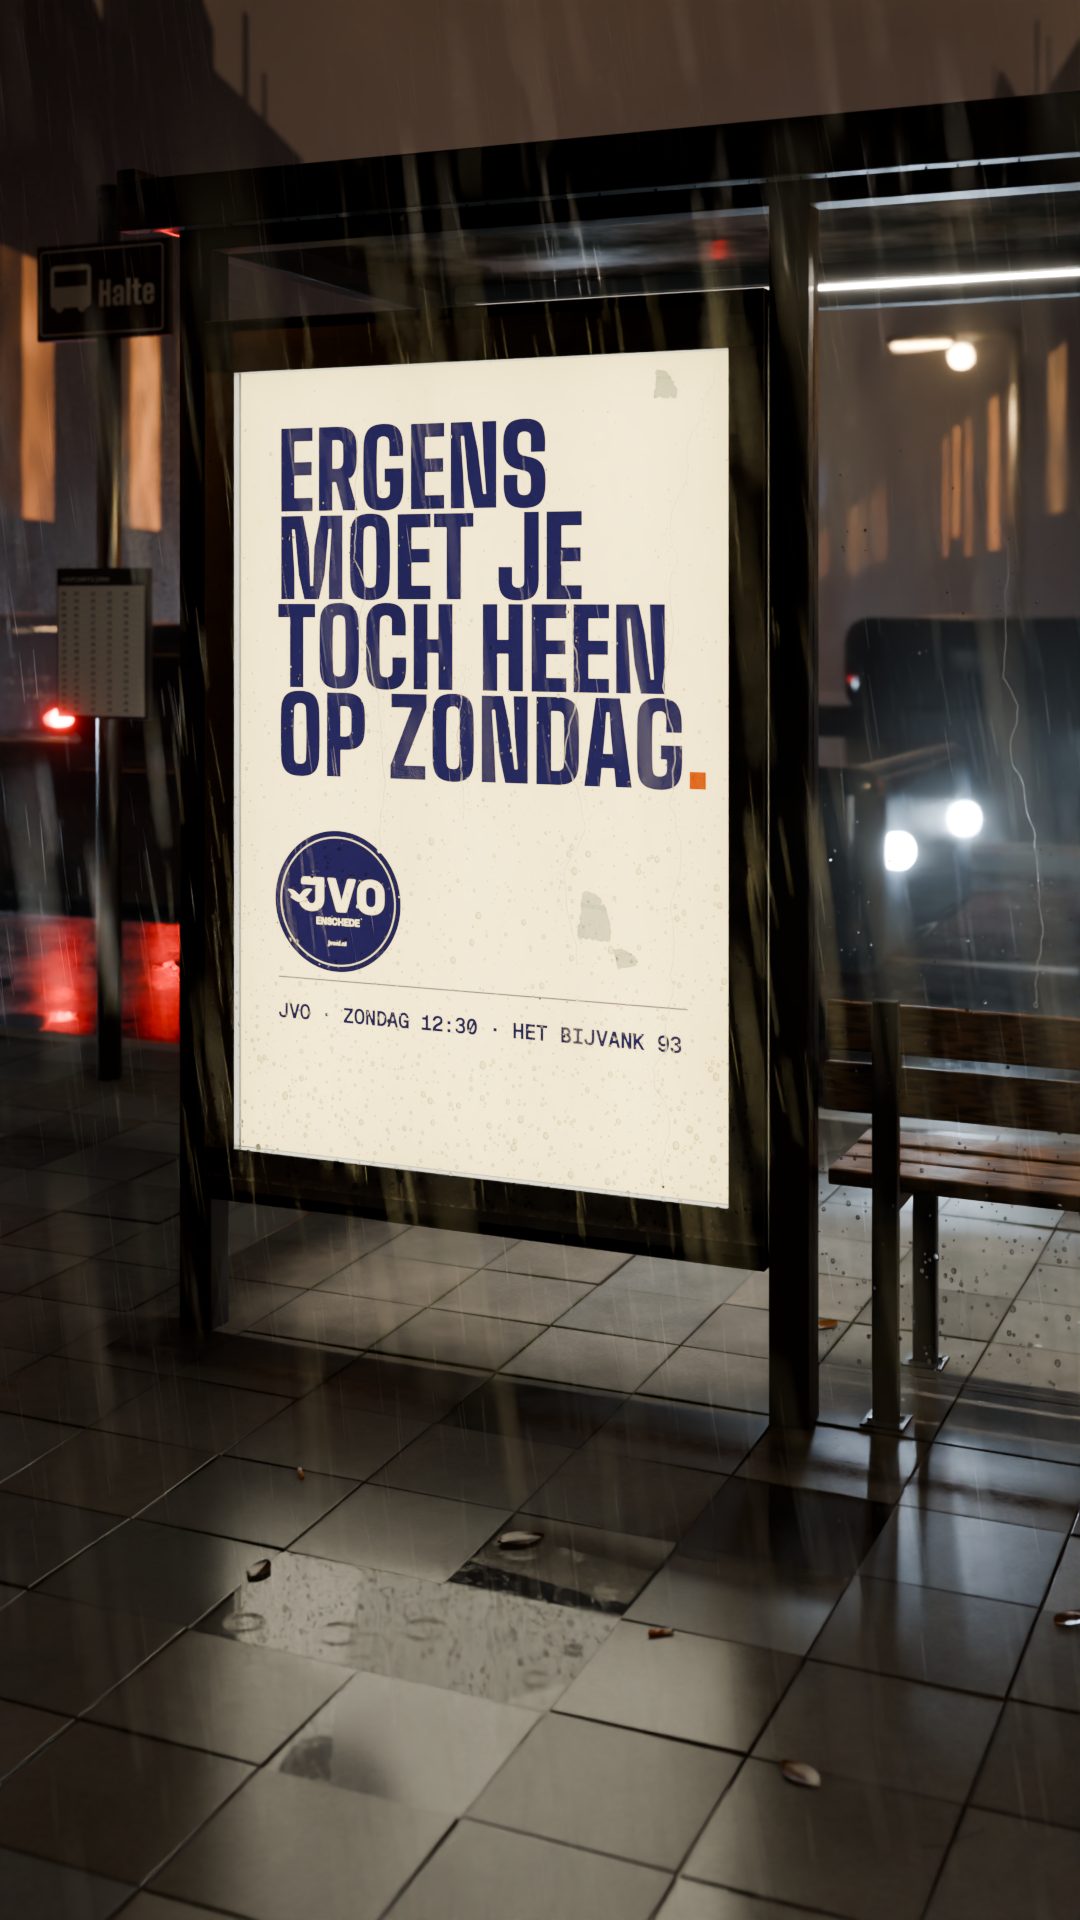 Halte
ERGENS
MOET JE
TOCH HEEN
OP ZONDAG.
JVO
ENSCHEDE
JVO · ZONDAG 12:30 · HET BIJVANK 93